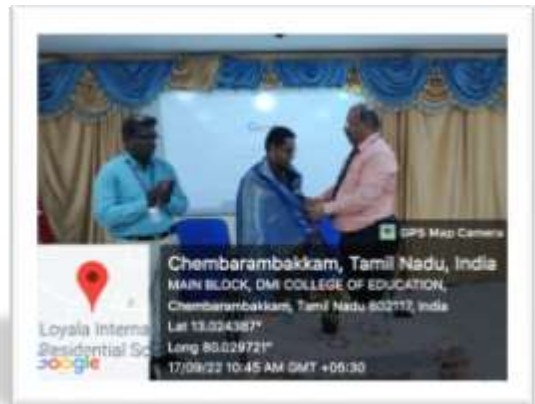 GPS Map Camera
Chembarambakkam, Tamil Nadu, India
MAIN BLOCK, DMI COLLEGE OF EDUCATION,
Chembarambakkam, Tamil Nadu 602117, India
Lat 13.024387°
Long 80.029721°
17/09/22 10:45 AM GMT +05:30
Loyala Interna
Residential Sc
Google